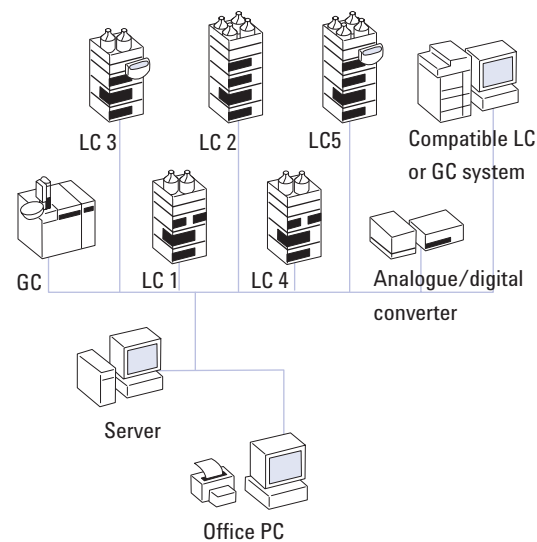 LC 3
LC 2
LC5
Compatible LC
or GC system
GC
LC 1
LC 4
Analogue/digital
converter
Server
Office PC